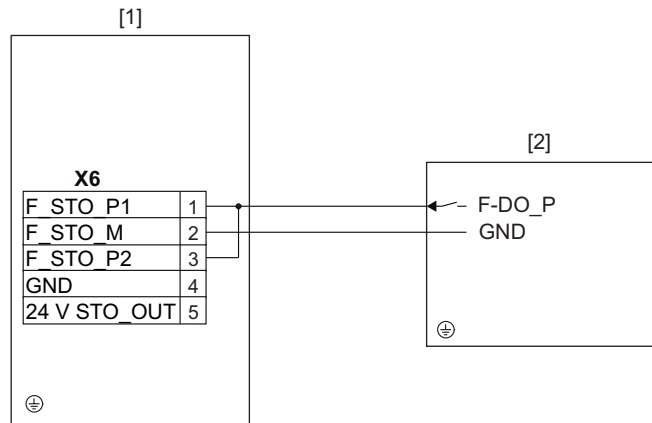 [1]
[2]
X6
F_STO_P1 1
F_STO_M 2
F_STO_P2 3
GND 4
24 V STO_OUT 5
F-DO_P
GND